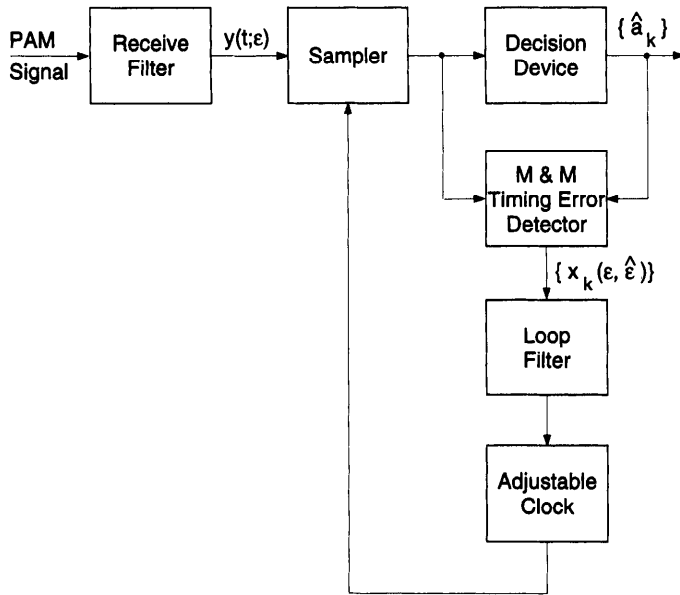 PAM
Signal
Receive
Filter
y(t;ε)
Sampler
Decision
Device
{ â_k }
M & M
Timing Error
Detector
{ x_k (ε, ε̂)}
Loop
Filter
Adjustable
Clock